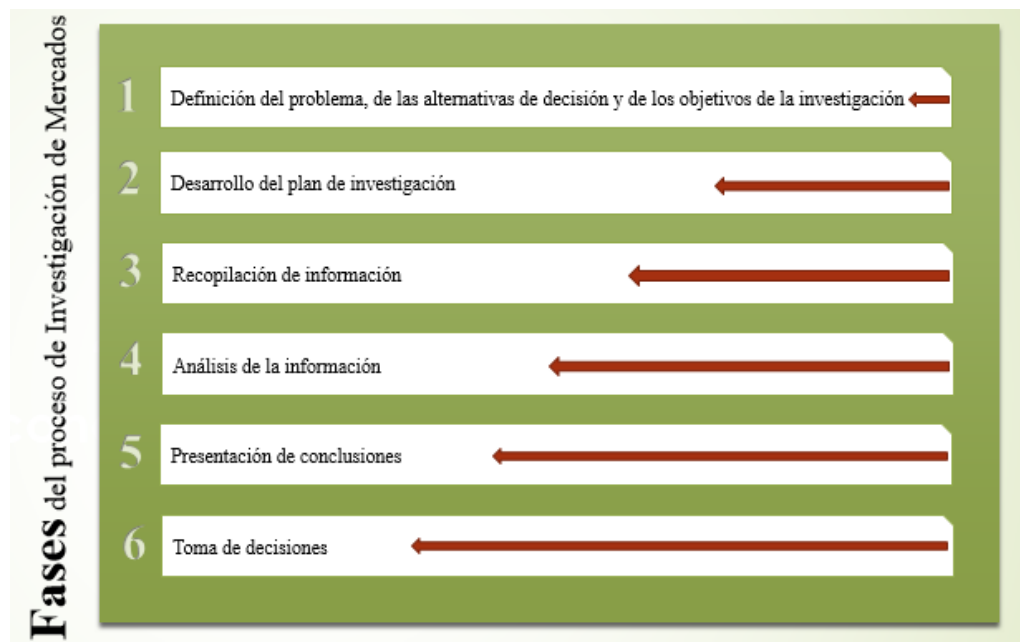 Fases del proceso de Investigación de Mercados
1
Definición del problema, de las alternativas de decisión y de los objetivos de la investigación
2
Desarrollo del plan de investigación
3
Recopilación de información
4
Análisis de la información
5
Presentación de conclusiones
6
Toma de decisiones